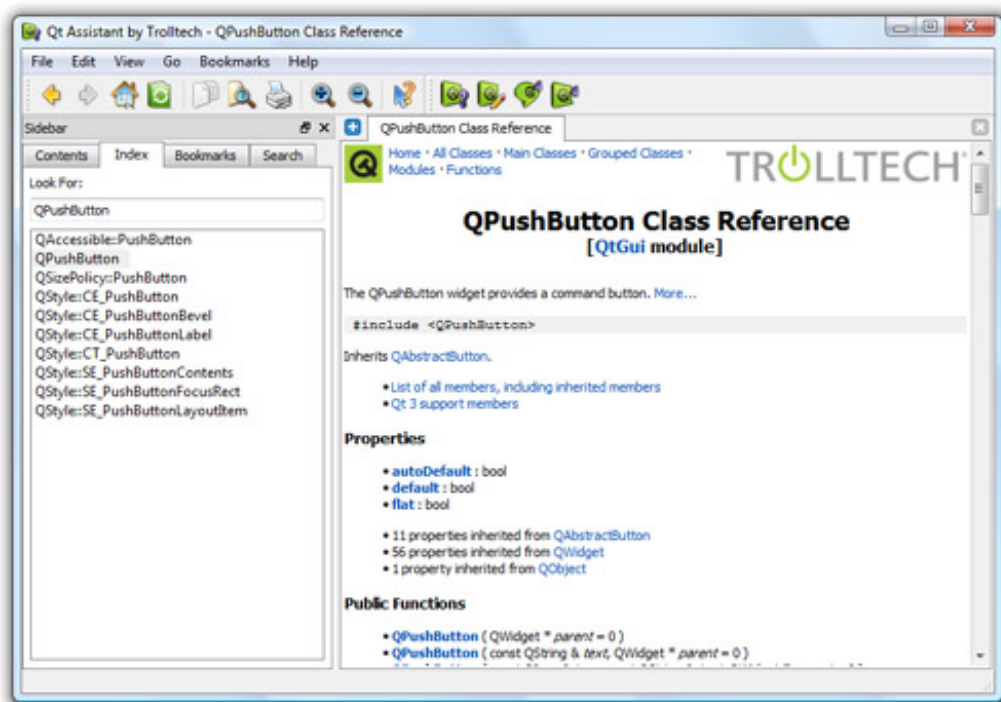 Qt Assistant by Trolltech - QPushButton Class Reference
File Edit View Go Bookmarks Help
Sidebar
Contents Index Bookmarks Search
Look For:
QPushButton
QAccessible::PushButton
QPushButton
QSizePolicy::PushButton
QStyle::CE_PushButton
QStyle::CE_PushButtonBevel
QStyle::CE_PushButtonLabel
QStyle::CT_PushButton
QStyle::SE_PushButtonContents
QStyle::SE_PushButtonFocusRect
QStyle::SE_PushButtonLayoutItem
QPushButton Class Reference
Home · All Classes · Main Classes · Grouped Classes ·
Modules · Functions
TROLLTECH
QPushButton Class Reference
[QtGui module]
The QPushButton widget provides a command button. More...
#include <QPushButton>
Inherits QAbstractButton.
• List of all members, including inherited members
• Qt 3 support members
Properties
• autoDefault : bool
• default : bool
• flat : bool
• 11 properties inherited from QAbstractButton
• 56 properties inherited from QWidget
• 1 property inherited from QObject
Public Functions
• QPushButton ( QWidget * parent = 0 )
• QPushButton ( const QString & text, QWidget * parent = 0 )